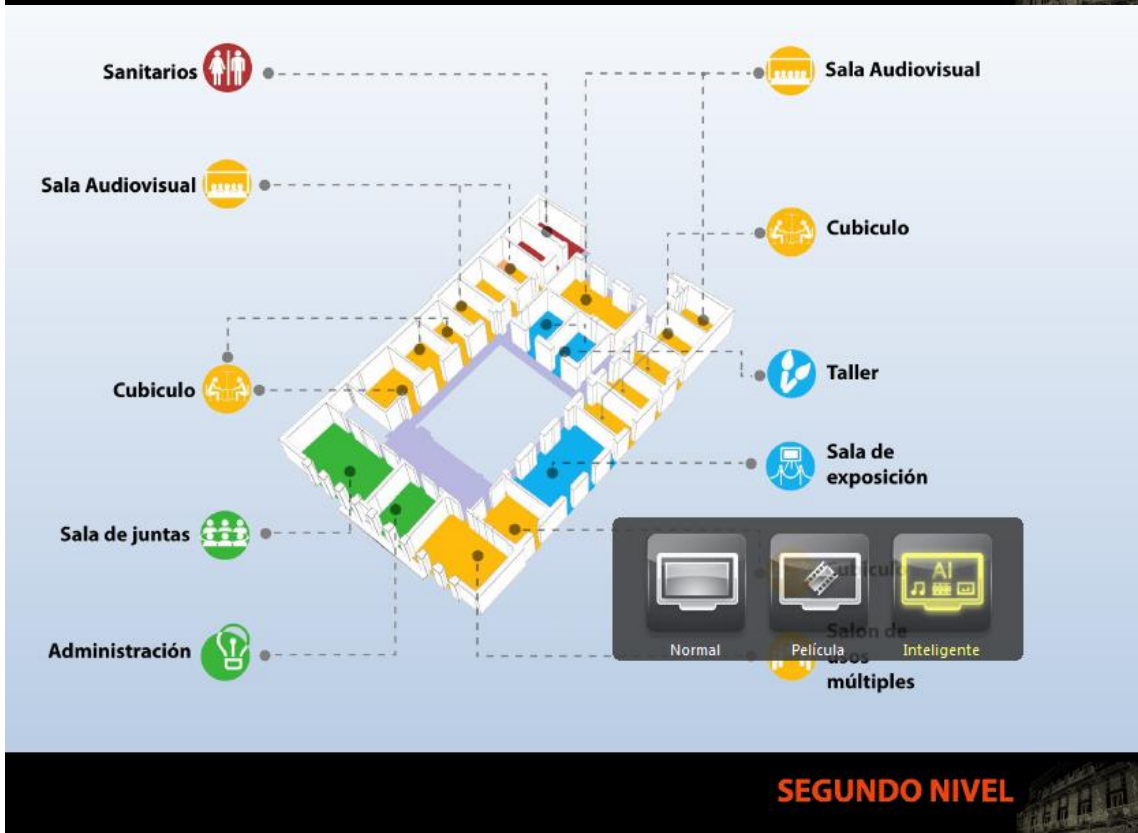 Sanitarios
Sala Audiovisual
Sala Audiovisual
Cubiculo
Cubiculo
Taller
Sala de
exposición
Sala de juntas
Cubiculo
AI
Normal
Película
Inteligente
Administración
Salon de
usos
múltiples
SEGUNDO NIVEL